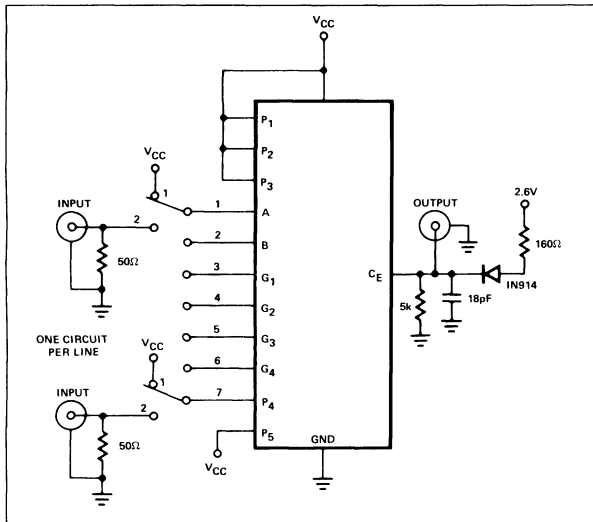 VCC
P1
P2
P3
VCC
1
INPUT
2
1
A
50Ω
2
B
3
G1
4
G2
5
G3
6
G4
ONE CIRCUIT
PER LINE
VCC
1
INPUT
2
7
P4
50Ω
P5
VCC
GND
CE
OUTPUT
2.6V
160Ω
IN914
5k
18pF